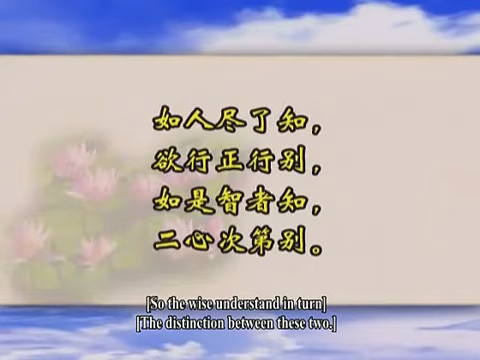 如人尽了知，
欲行正行别，
如是智者知，
二心次第别。
[So the wise understand in turn]
[The distinction between these two.]